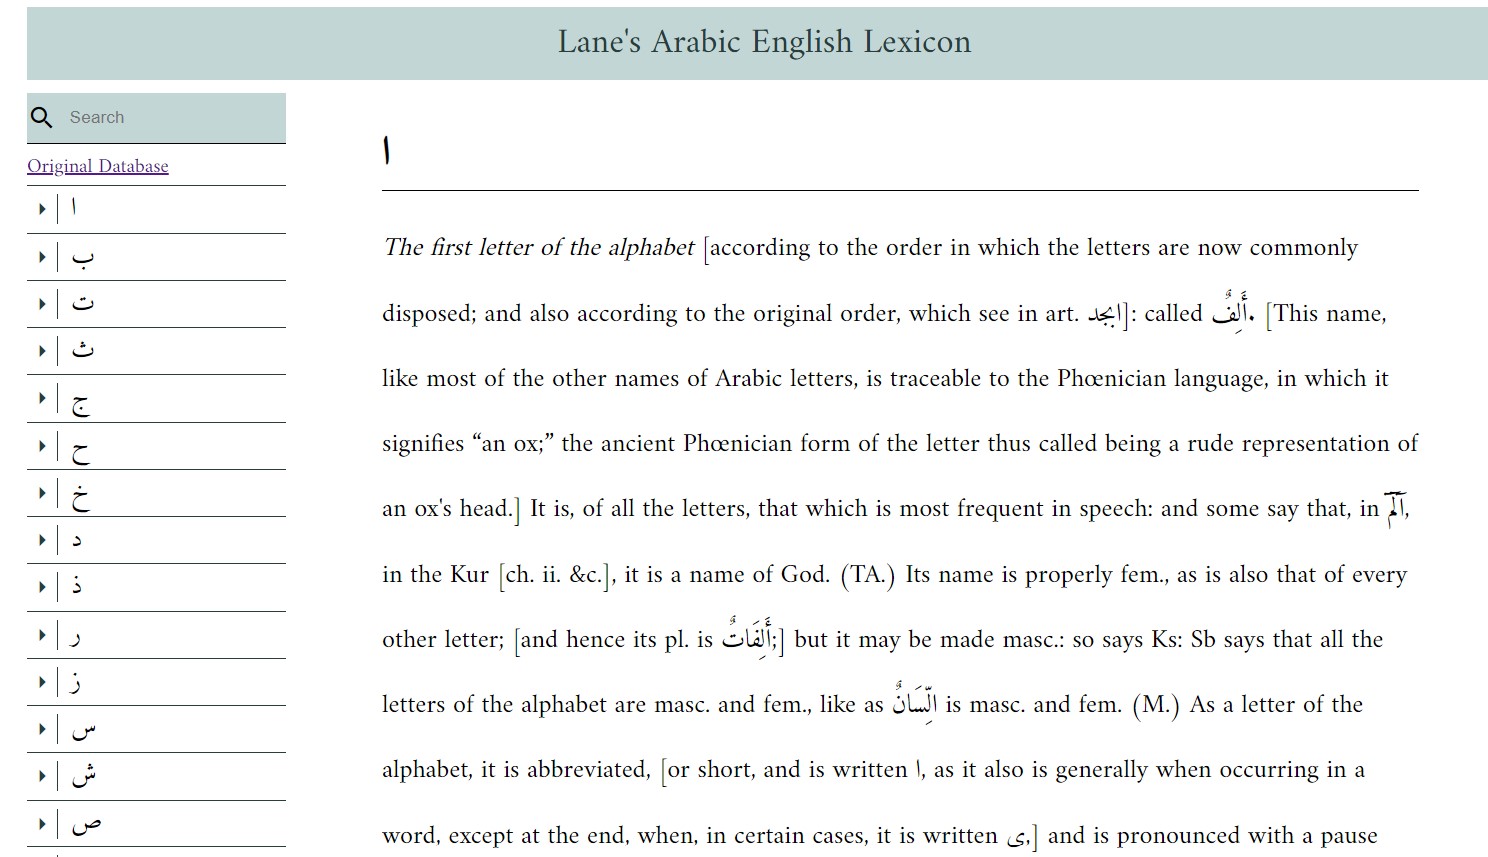 Lane's Arabic English Lexicon
Search
Original Database
ا
ب
ت
ث
ج
ح
خ
د
ذ
ر
ز
س
ش
ص
ا
The first letter of the alphabet [according to the order in which the letters are now commonly
disposed; and also according to the original order, which see in art. ابجد]: called أَلِفٌ. [This name,
like most of the other names of Arabic letters, is traceable to the Phœnician language, in which it
signifies “an ox;” the ancient Phœnician form of the letter thus called being a rude representation of
an ox's head.] It is, of all the letters, that which is most frequent in speech: and some say that, in آلٓمٓ,
in the Kur [ch. ii. &c.], it is a name of God. (TA.) Its name is properly fem., as is also that of every
other letter; [and hence its pl. is أَلِفَاتٌ;] but it may be made masc.: so says Ks: Sb says that all the
letters of the alphabet are masc. and fem., like as الِّسَانٌ is masc. and fem. (M.) As a letter of the
alphabet, it is abbreviated, [or short, and is written ا, as it also is generally when occurring in a
word, except at the end, when, in certain cases, it is written ى,] and is pronounced with a pause